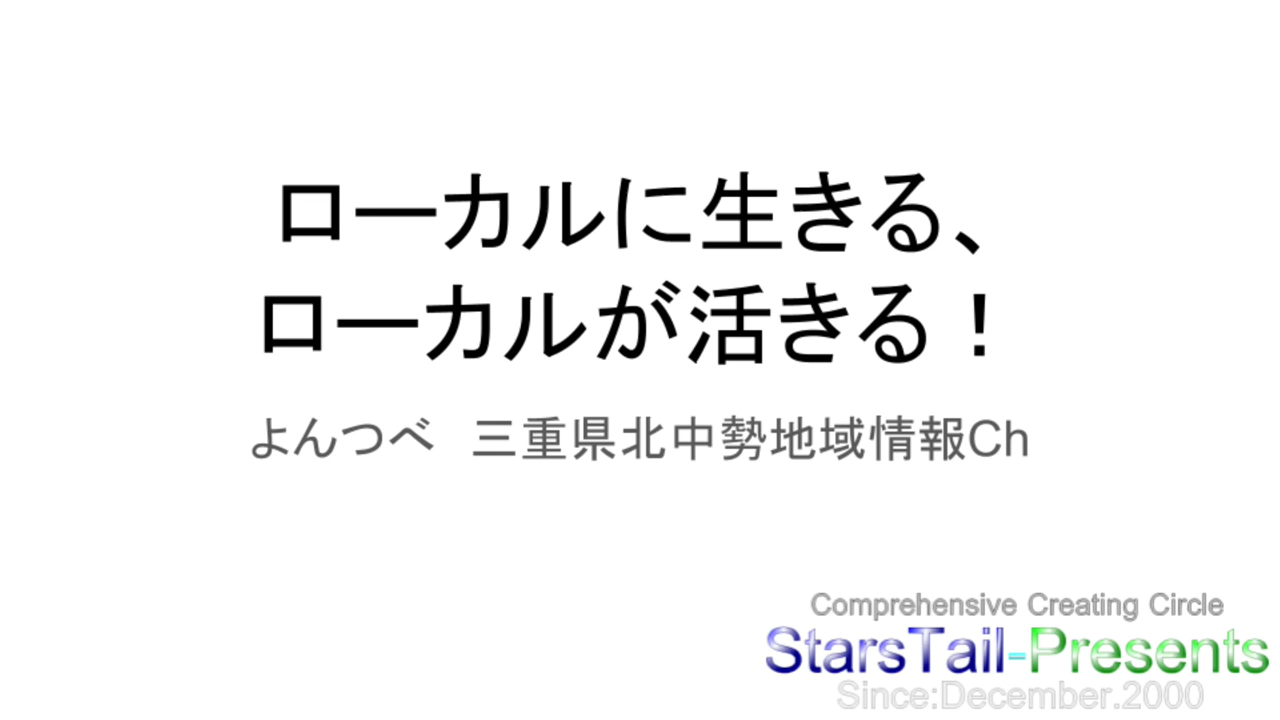 ローカルに生きる、
ローカルが活きる！
よんつべ　三重県北中勢地域情報Ch
Comprehensive Creating Circle
StarsTail-Presents
Since:December.2000